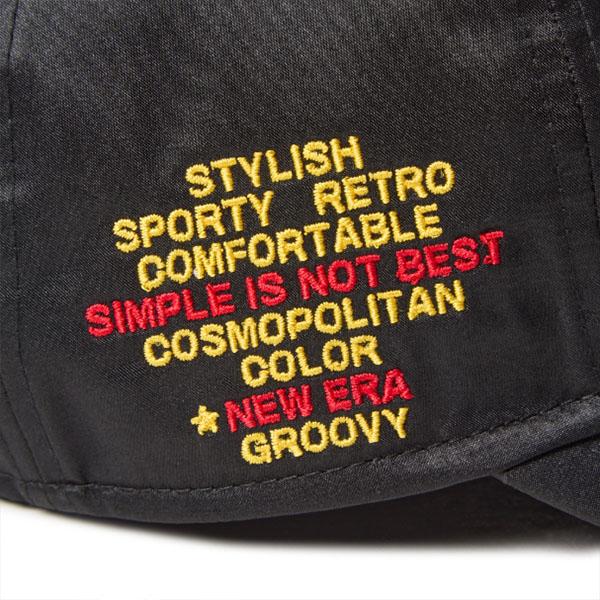 STYLISH
SPORTY RETRO
COMFORTABLE
SIMPLE IS NOT BEST
COSMOPOLITAN
COLOR
★NEW ERA
GROOVY